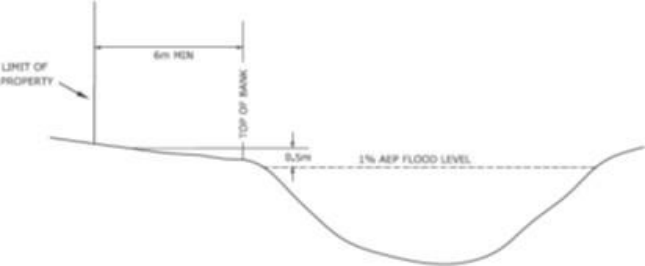 6m MIN
LIMIT OF
PROPERTY
TOP OF BANK
0.5m
1% AEP FLOOD LEVEL